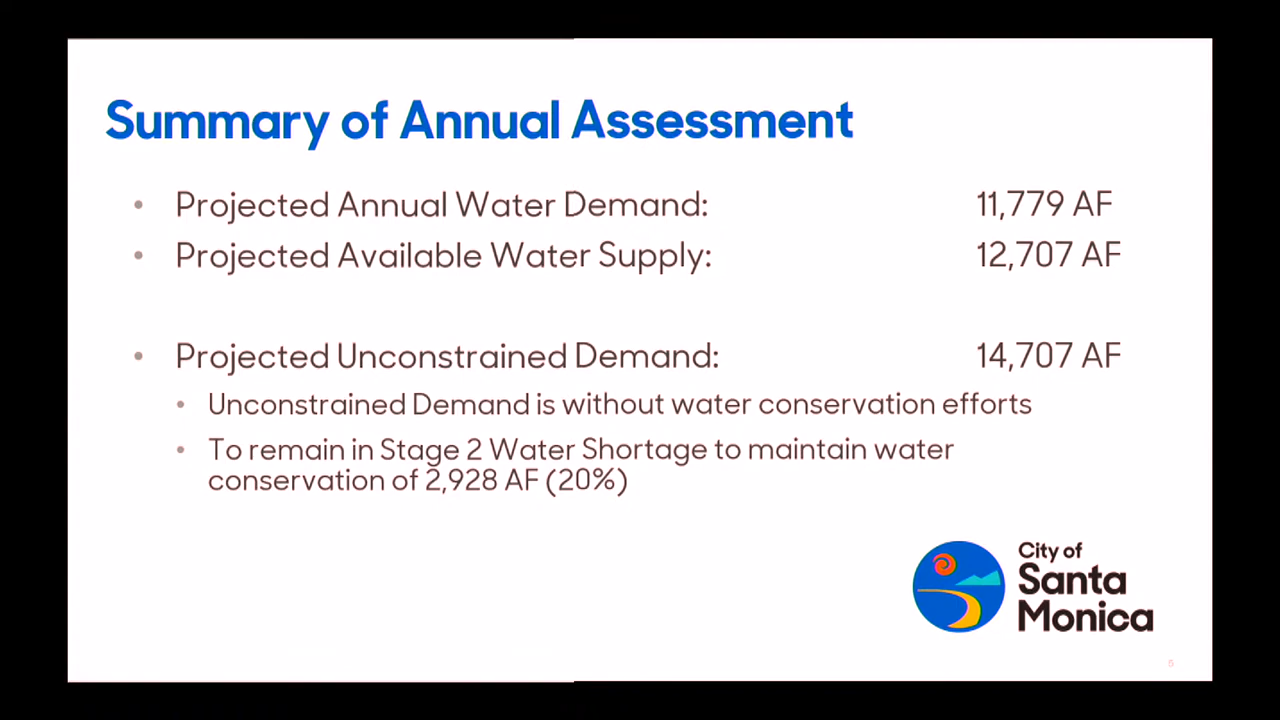 Summary of Annual Assessment
• Projected Annual Water Demand: 11,779 AF
• Projected Available Water Supply: 12,707 AF
• Projected Unconstrained Demand: 14,707 AF
• Unconstrained Demand is without water conservation efforts
• To remain in Stage 2 Water Shortage to maintain water
conservation of 2,928 AF (20%)
City of
Santa
Monica
5